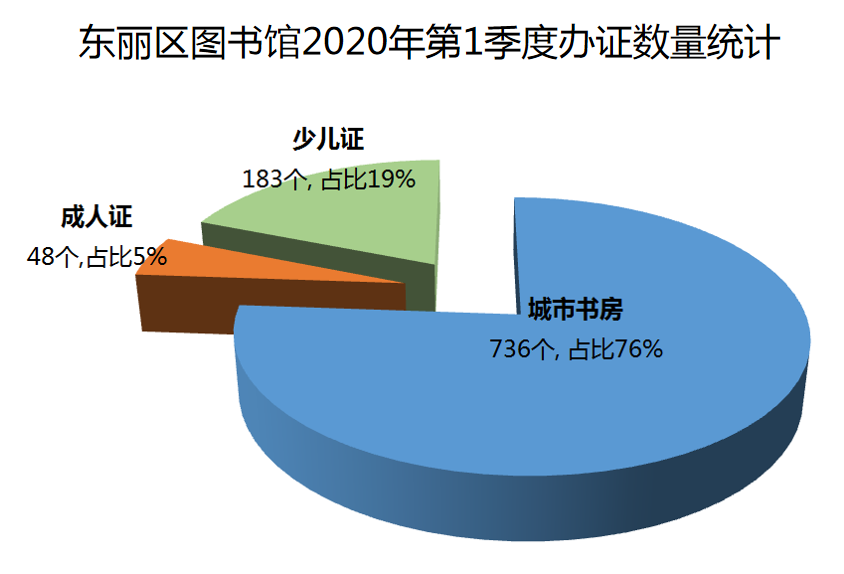 东丽区图书馆2020年第1季度办证数量统计
少儿证
183个, 占比19%
成人证
48个,占比5%
城市书房
736个, 占比76%